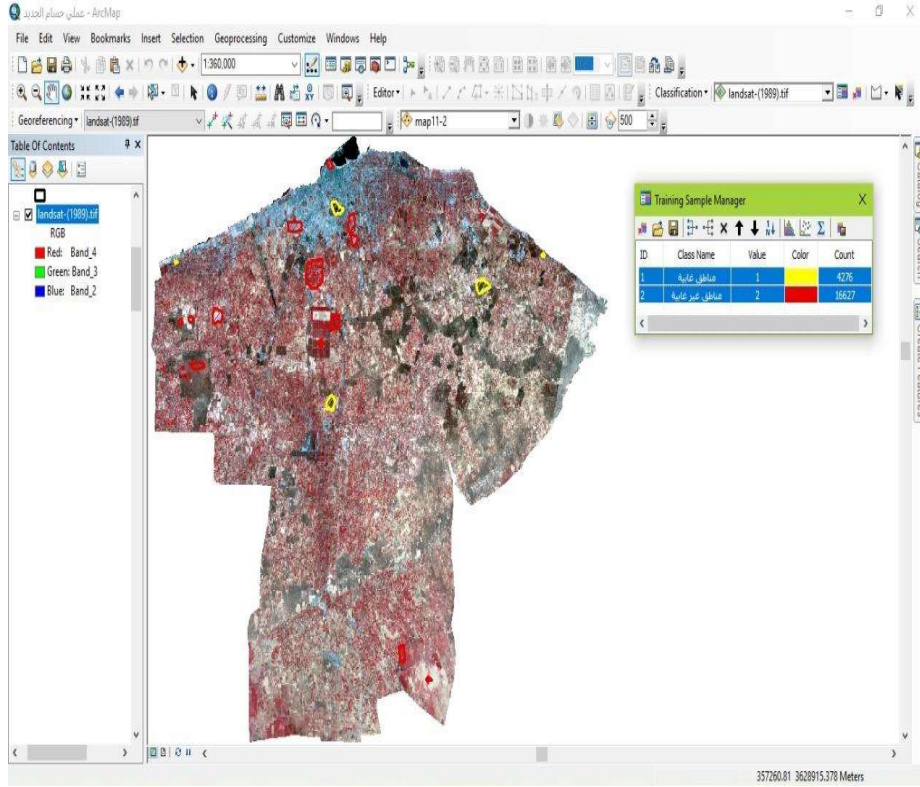 عملي حسام الجديد - ArcMap
File Edit View Bookmarks Insert Selection Geoprocessing Customize Windows Help
1:360,000
Editor Classification landsat-(1989).tif
Georeferencing landsat-(1989).tif map11-2 500
Table Of Contents
landsat-(1989).tif
RGB
Red: Band_4
Green: Band_3
Blue: Band_2
Training Sample Manager
ID Class Name Value Color Count
1 مناطق غابية 1 4276
2 مناطق غير غابية 2 16627
Catalog
Create Features
357260.81 3628915.378 Meters